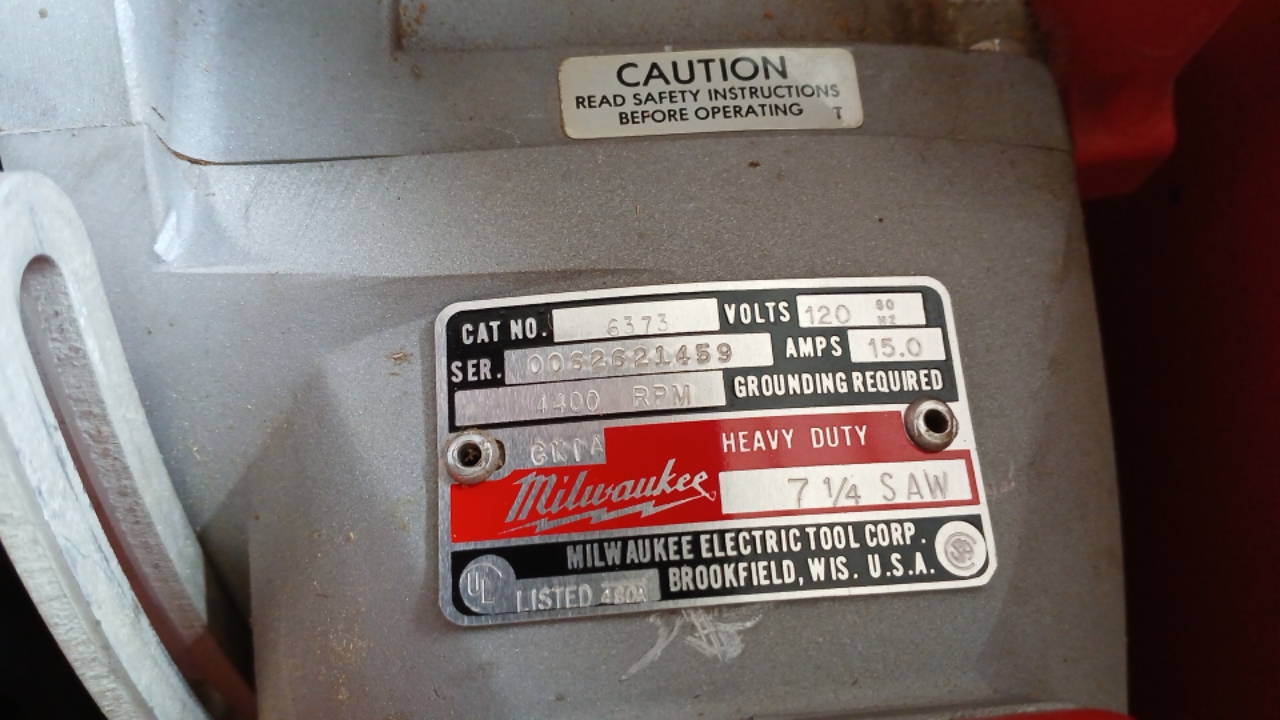 CAUTION
READ SAFETY INSTRUCTIONS
BEFORE OPERATING T
CAT NO. 6373 VOLTS 120 60 HZ
SER. 0062621459 AMPS 15.0
4400 RPM GROUNDING REQUIRED
HEAVY DUTY
Milwaukee 7 1/4 SAW
MILWAUKEE ELECTRIC TOOL CORP.
BROOKFIELD, WIS. U.S.A.
UL LISTED